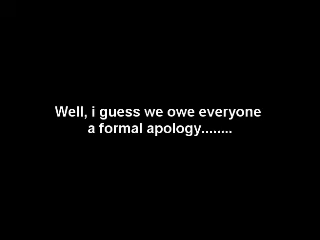 Well, i guess we owe everyone
a formal apology........